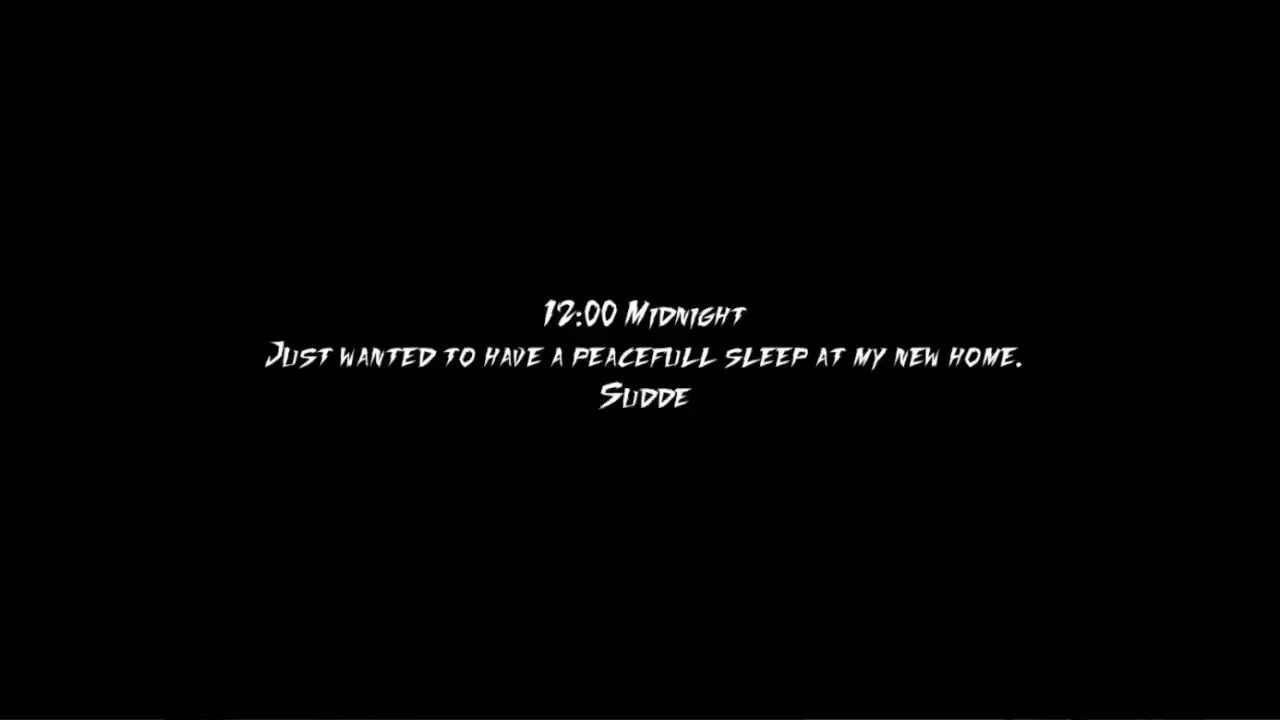 12:00 Midnight
Just wanted to have a peacefull sleep at my new home.
Sudde